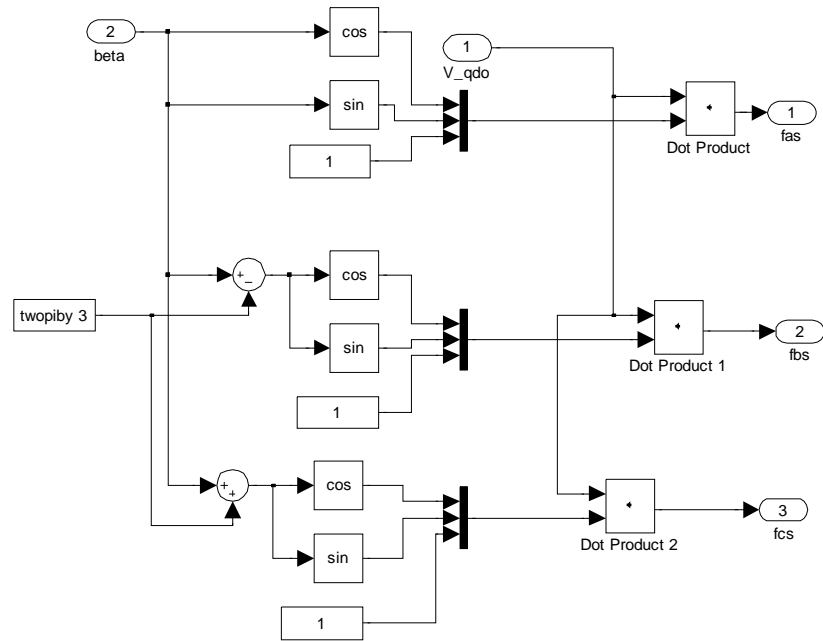 2
beta
cos
1
V_qdo
sin
1
Dot Product
1
fas
+
−
cos
twopiby 3
sin
1
Dot Product 1
2
fbs
+
+
cos
sin
1
Dot Product 2
3
fcs